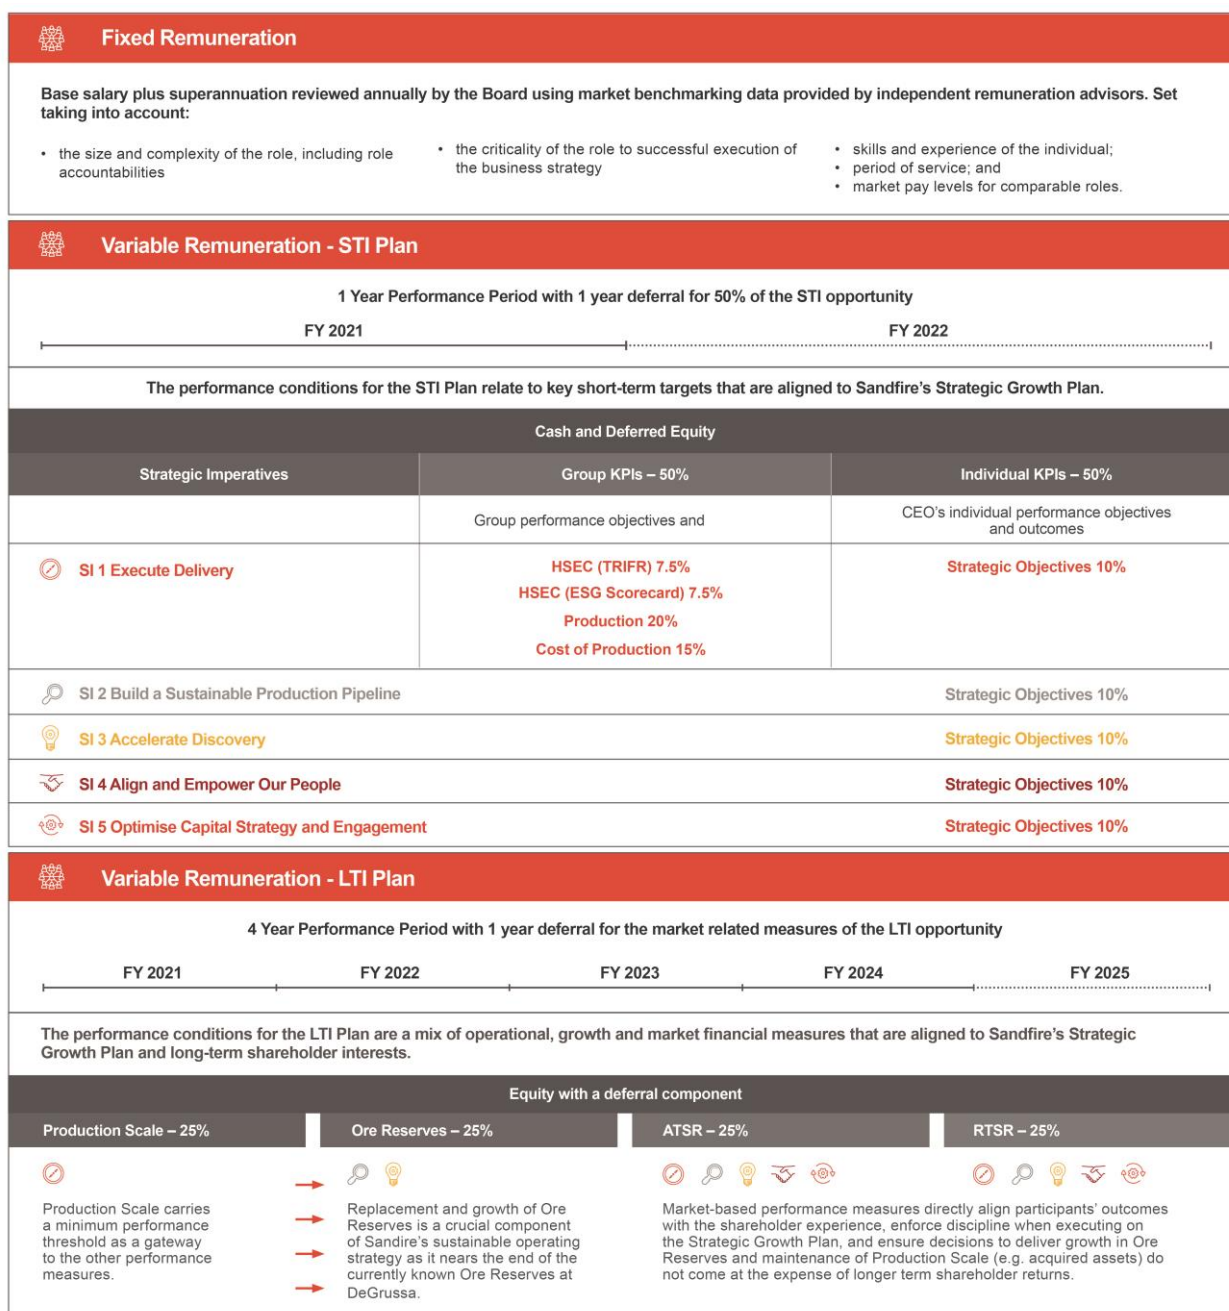 Fixed Remuneration
Base salary plus superannuation reviewed annually by the Board using market benchmarking data provided by independent remuneration advisors. Set
taking into account:
• the size and complexity of the role, including role
accountabilities
• the criticality of the role to successful execution of
the business strategy
• skills and experience of the individual;
• period of service; and
• market pay levels for comparable roles.
Variable Remuneration - STI Plan
1 Year Performance Period with 1 year deferral for 50% of the STI opportunity
FY 2021 FY 2022
The performance conditions for the STI Plan relate to key short-term targets that are aligned to Sandfire's Strategic Growth Plan.
Cash and Deferred Equity
Strategic Imperatives Group KPIs – 50% Individual KPIs – 50%
Group performance objectives and
CEO's individual performance objectives
and outcomes
SI 1 Execute Delivery
HSEC (TRIFR) 7.5%
HSEC (ESG Scorecard) 7.5%
Production 20%
Cost of Production 15%
Strategic Objectives 10%
SI 2 Build a Sustainable Production Pipeline Strategic Objectives 10%
SI 3 Accelerate Discovery Strategic Objectives 10%
SI 4 Align and Empower Our People Strategic Objectives 10%
SI 5 Optimise Capital Strategy and Engagement Strategic Objectives 10%
Variable Remuneration - LTI Plan
4 Year Performance Period with 1 year deferral for the market related measures of the LTI opportunity
FY 2021 FY 2022 FY 2023 FY 2024 FY 2025
The performance conditions for the LTI Plan are a mix of operational, growth and market financial measures that are aligned to Sandfire's Strategic
Growth Plan and long-term shareholder interests.
Equity with a deferral component
Production Scale – 25% Ore Reserves – 25% ATSR – 25% RTSR – 25%
Production Scale carries
a minimum performance
threshold as a gateway
to the other performance
measures.
Replacement and growth of Ore
Reserves is a crucial component
of Sandire's sustainable operating
strategy as it nears the end of the
currently known Ore Reserves at
DeGrussa.
Market-based performance measures directly align participants' outcomes
with the shareholder experience, enforce discipline when executing on
the Strategic Growth Plan, and ensure decisions to deliver growth in Ore
Reserves and maintenance of Production Scale (e.g. acquired assets) do
not come at the expense of longer term shareholder returns.